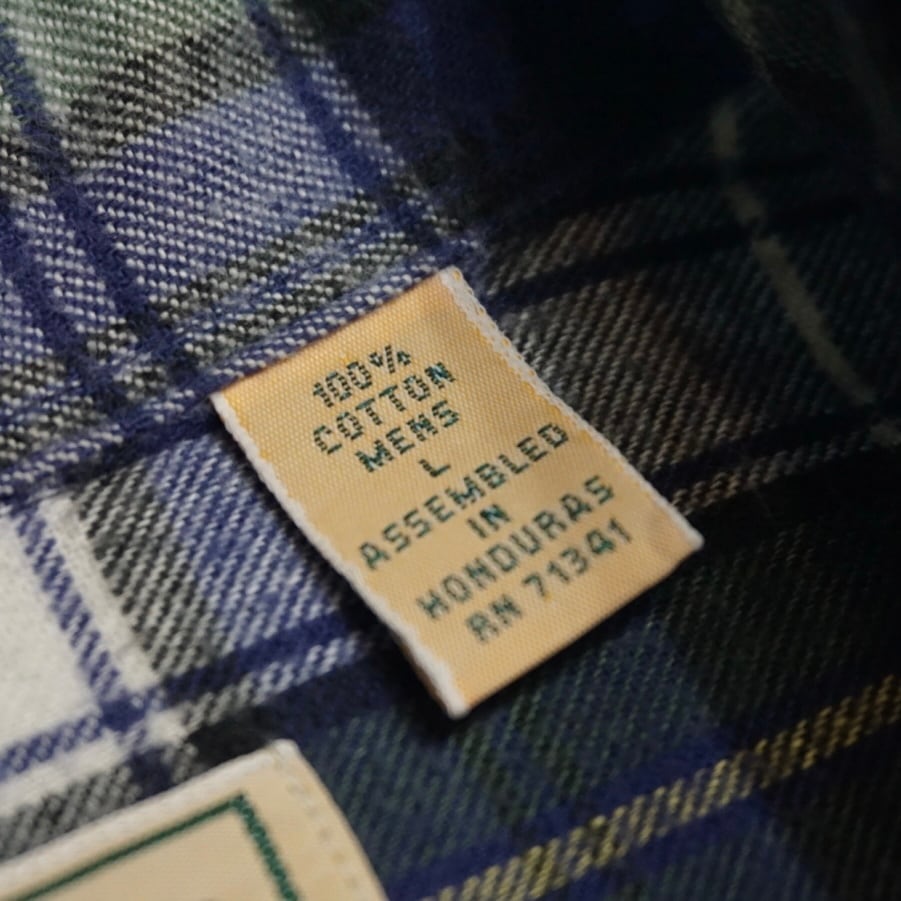 100%
COTTON
MENS
L
ASSEMBLED
IN
HONDURAS
RN 71341